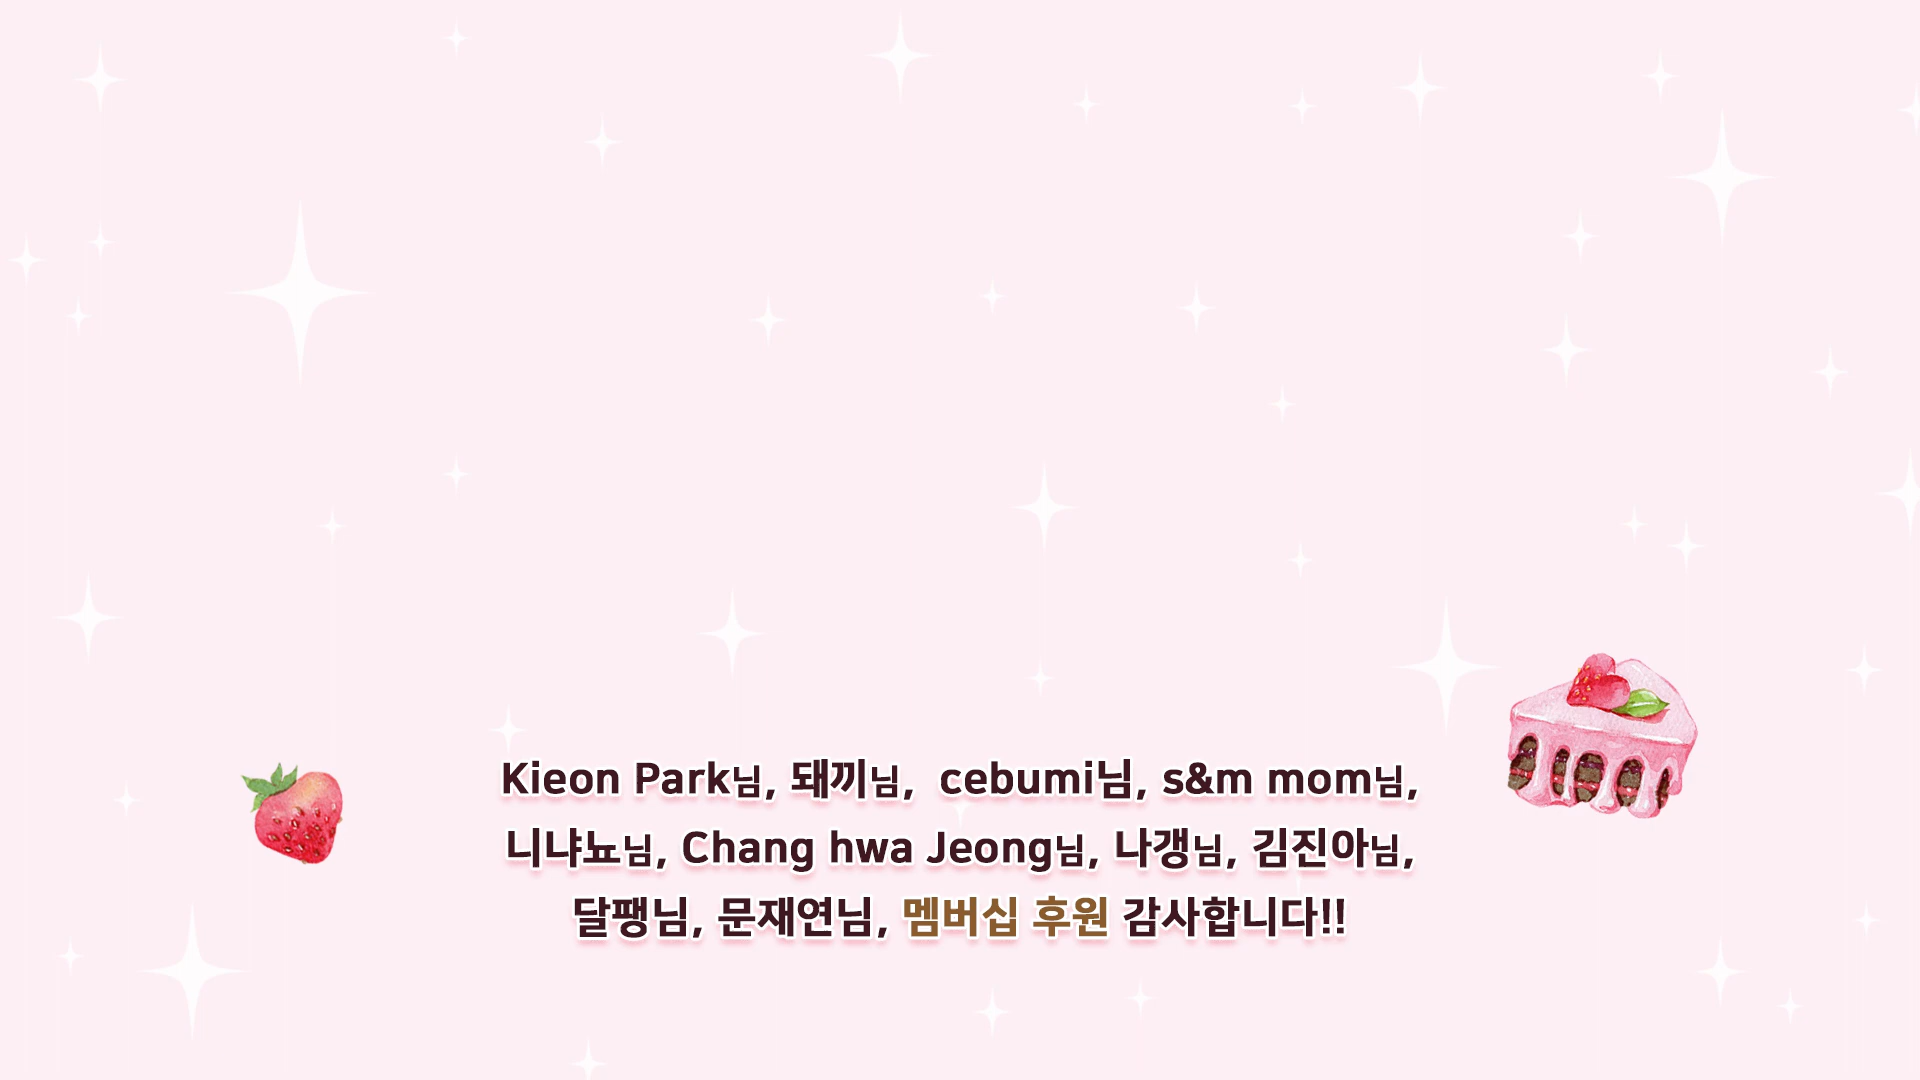 Kieon Park님, 돼끼님, cebumi님, s&m mom님,
니냐뇨님, Chang hwa Jeong님, 나갱님, 김진아님,
달팽님, 문재연님, 멤버십 후원 감사합니다!!